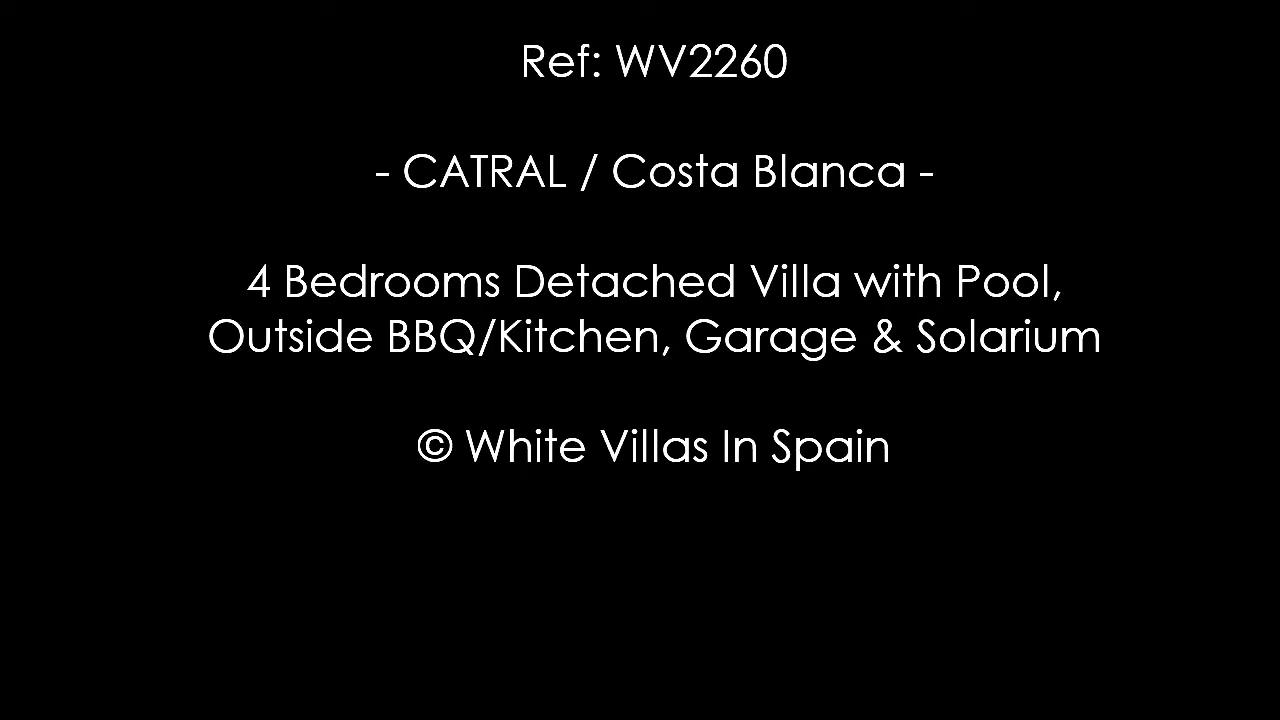 Ref: WV2260
- CATRAL / Costa Blanca -
4 Bedrooms Detached Villa with Pool,
Outside BBQ/Kitchen, Garage & Solarium
© White Villas In Spain